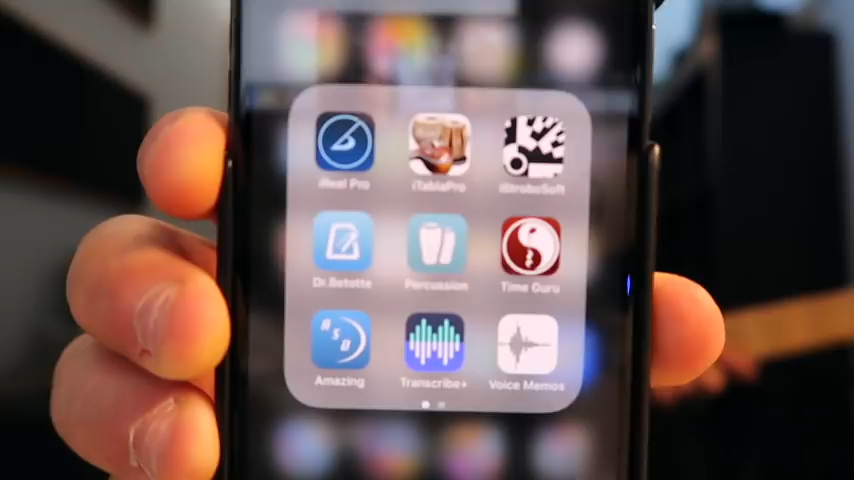 iReal Pro iTablaPro iStroboSoft
Dr.Betotte Percussion Time Guru
A S D
Amazing Transcribe+ Voice Memos